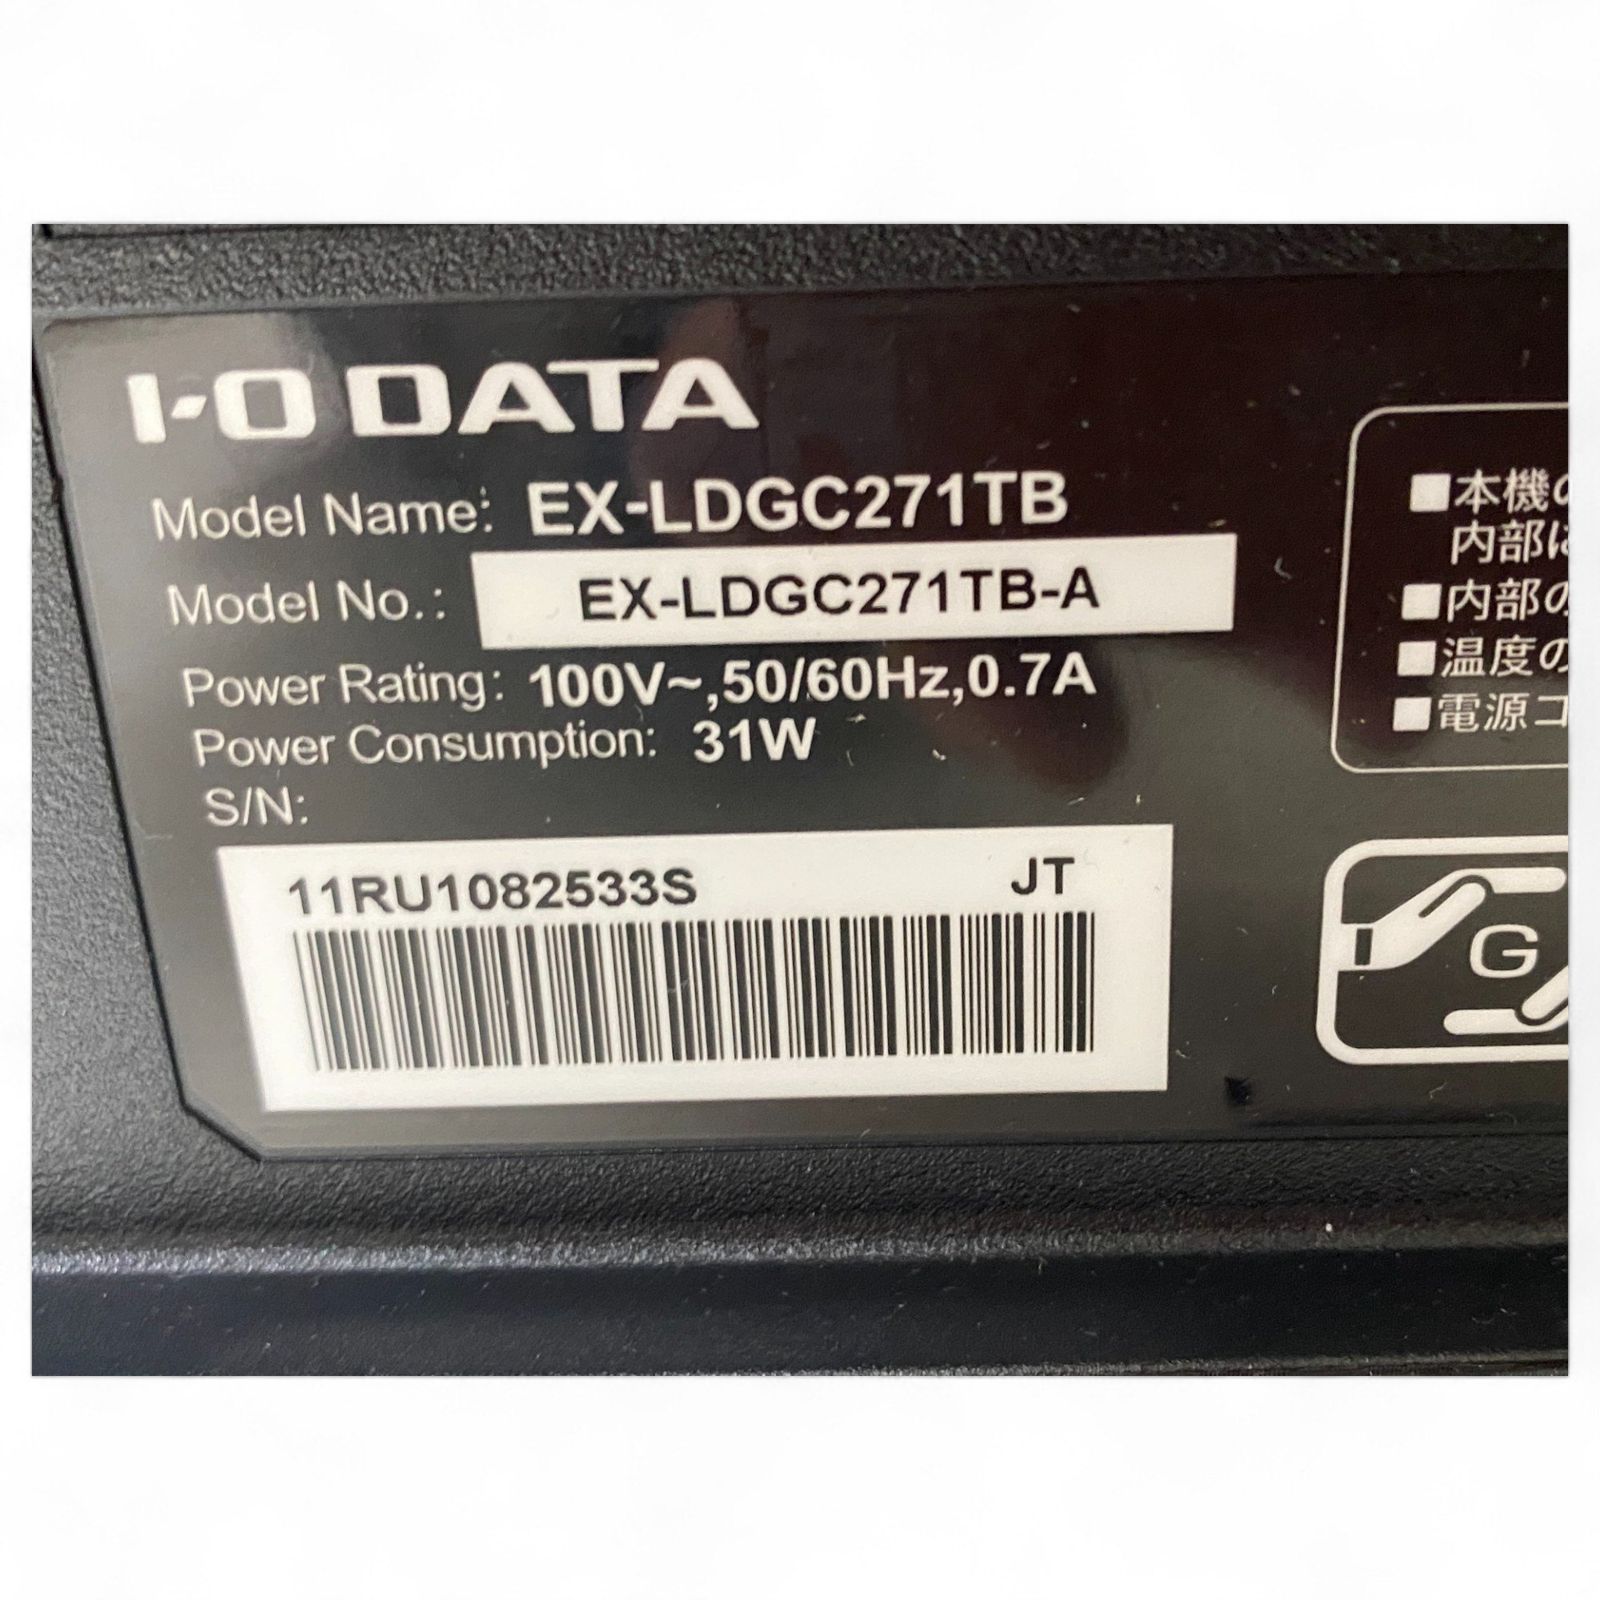 I-O DATA
Model Name: EX-LDGC271TB
Model No.: EX-LDGC271TB-A
Power Rating: 100V~,50/60Hz,0.7A
Power Consumption: 31W
S/N:
11RU1082533S JT
■本機の
内部に
■内部の
■温度の
■電源コ
G